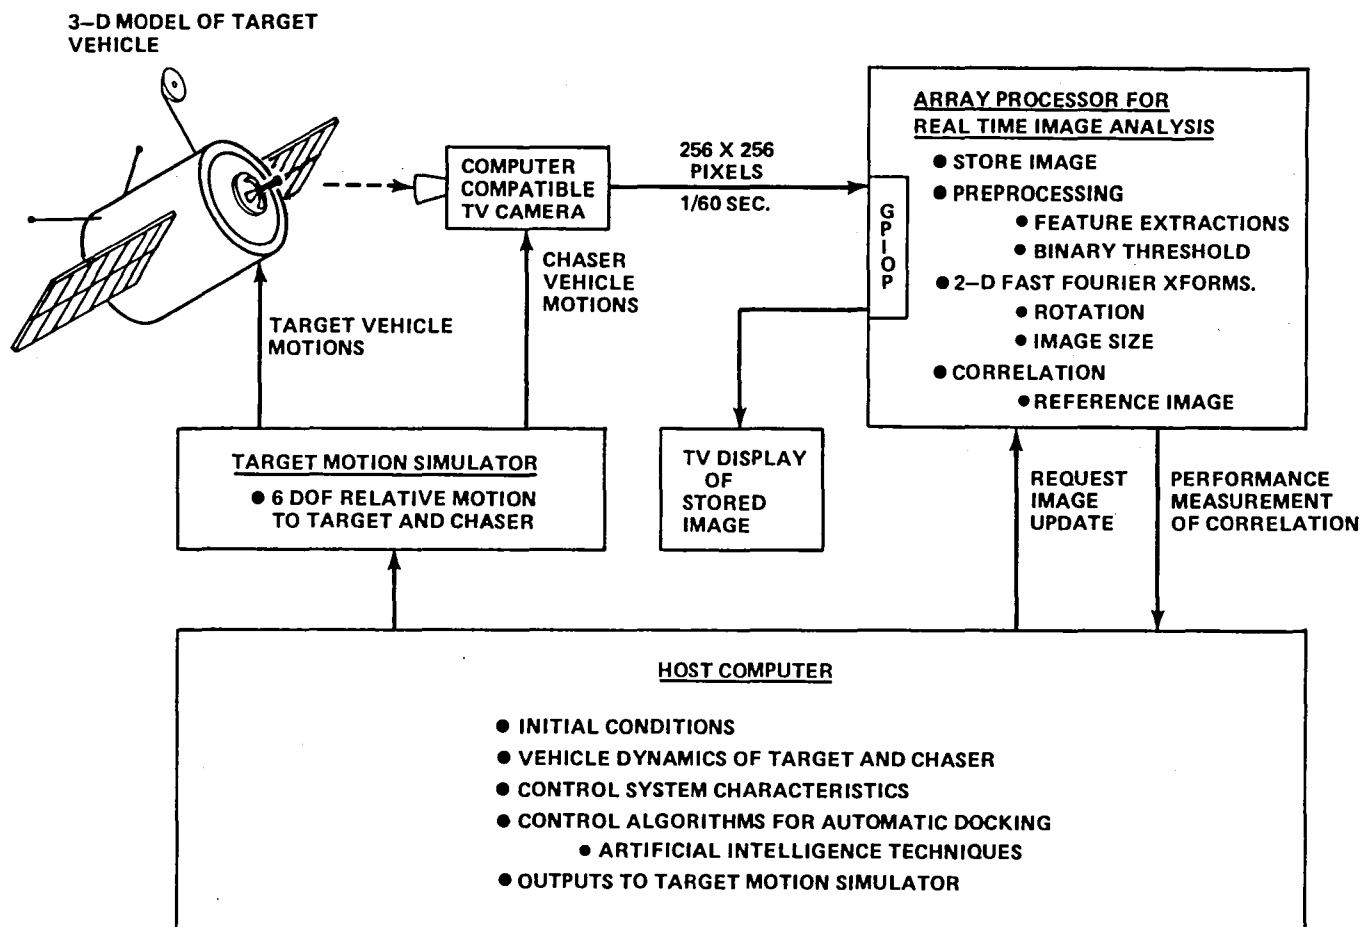 3-D MODEL OF TARGET
VEHICLE
COMPUTER
COMPATIBLE
TV CAMERA
256 X 256
PIXELS
1/60 SEC.
GPIOP
ARRAY PROCESSOR FOR
REAL TIME IMAGE ANALYSIS
● STORE IMAGE
● PREPROCESSING
● FEATURE EXTRACTIONS
● BINARY THRESHOLD
● 2-D FAST FOURIER XFORMS.
● ROTATION
● IMAGE SIZE
● CORRELATION
● REFERENCE IMAGE
TARGET VEHICLE
MOTIONS
CHASER
VEHICLE
MOTIONS
TARGET MOTION SIMULATOR
● 6 DOF RELATIVE MOTION
TO TARGET AND CHASER
TV DISPLAY
OF
STORED
IMAGE
REQUEST
IMAGE
UPDATE
PERFORMANCE
MEASUREMENT
OF CORRELATION
HOST COMPUTER
● INITIAL CONDITIONS
● VEHICLE DYNAMICS OF TARGET AND CHASER
● CONTROL SYSTEM CHARACTERISTICS
● CONTROL ALGORITHMS FOR AUTOMATIC DOCKING
● ARTIFICIAL INTELLIGENCE TECHNIQUES
● OUTPUTS TO TARGET MOTION SIMULATOR